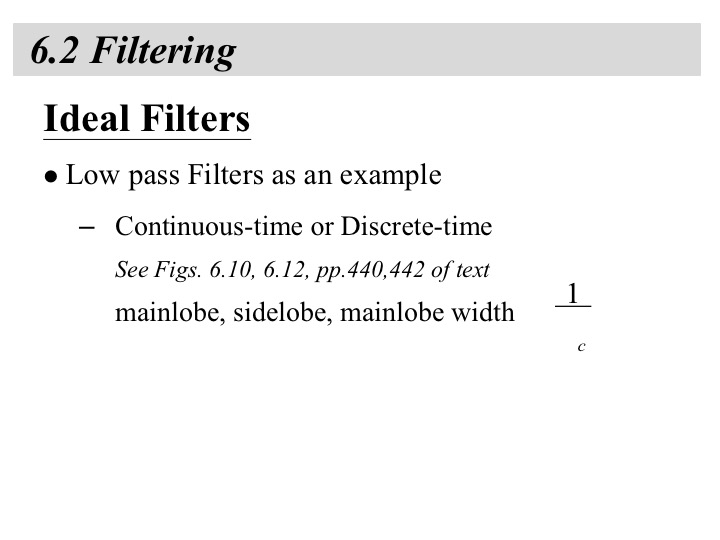 6.2 Filtering
Ideal Filters
● Low pass Filters as an example
– Continuous-time or Discrete-time
See Figs. 6.10, 6.12, pp.440,442 of text
mainlobe, sidelobe, mainlobe width
1
c